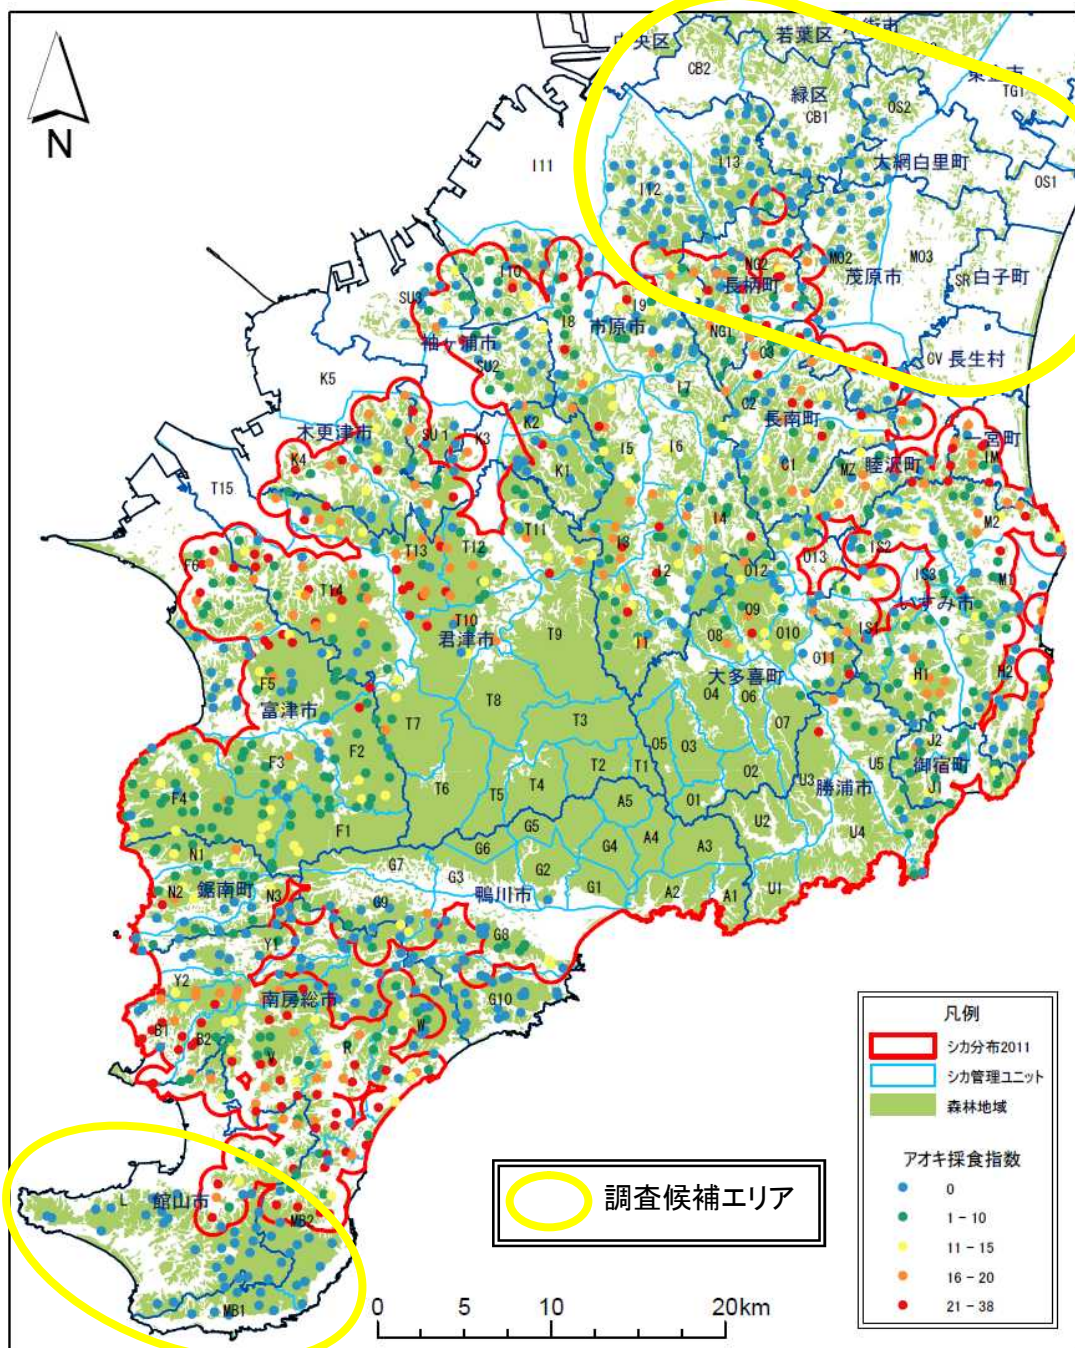 中央区
若葉区
CB2
緑区
CB1
OS2
東金市
TG1
N
I11
I13
I12
大網白里町
OS1
NG2
MO2
MO3
長柄町
茂原市
SR
白子町
I10
SU3
I9
I8
市原市
NG1
袖ヶ浦市
SU2
C3
CV
長生村
K5
I7
C2
木更津市
SU1
K3
K2
長南町
一宮町
K4
K1
I5
I6
C1
MZ
睦沢町
IM
T15
T11
I4
M2
T13
T12
I3
O13
IS2
F6
T14
I2
O12
IS3
M1
いすみ市
O9
T10
君津市
T9
I1
O8
O10
IS1
O11
大多喜町
H1
H2
F5
富津市
T8
O4
O6
T7
T3
O7
J2
F3
F2
O5
O3
U5
御宿町
T6
T5
T4
T2
T1
O2
U3
勝浦市
J1
F4
O1
A5
F1
G5
U2
U4
N1
G6
G4
A4
A3
G7
G2
N2
鋸南町
N3
G3
鴨川市
G1
A2
A1
U1
G9
G8
Y1
Y2
南房総市
G10
B1
B2
V
R
W
L
館山市
MB2
MB1
調査候補エリア
0
5
10
20km
凡例
シカ分布2011
シカ管理ユニット
森林地域
アオキ採食指数
0
1 - 10
11 - 15
16 - 20
21 - 38